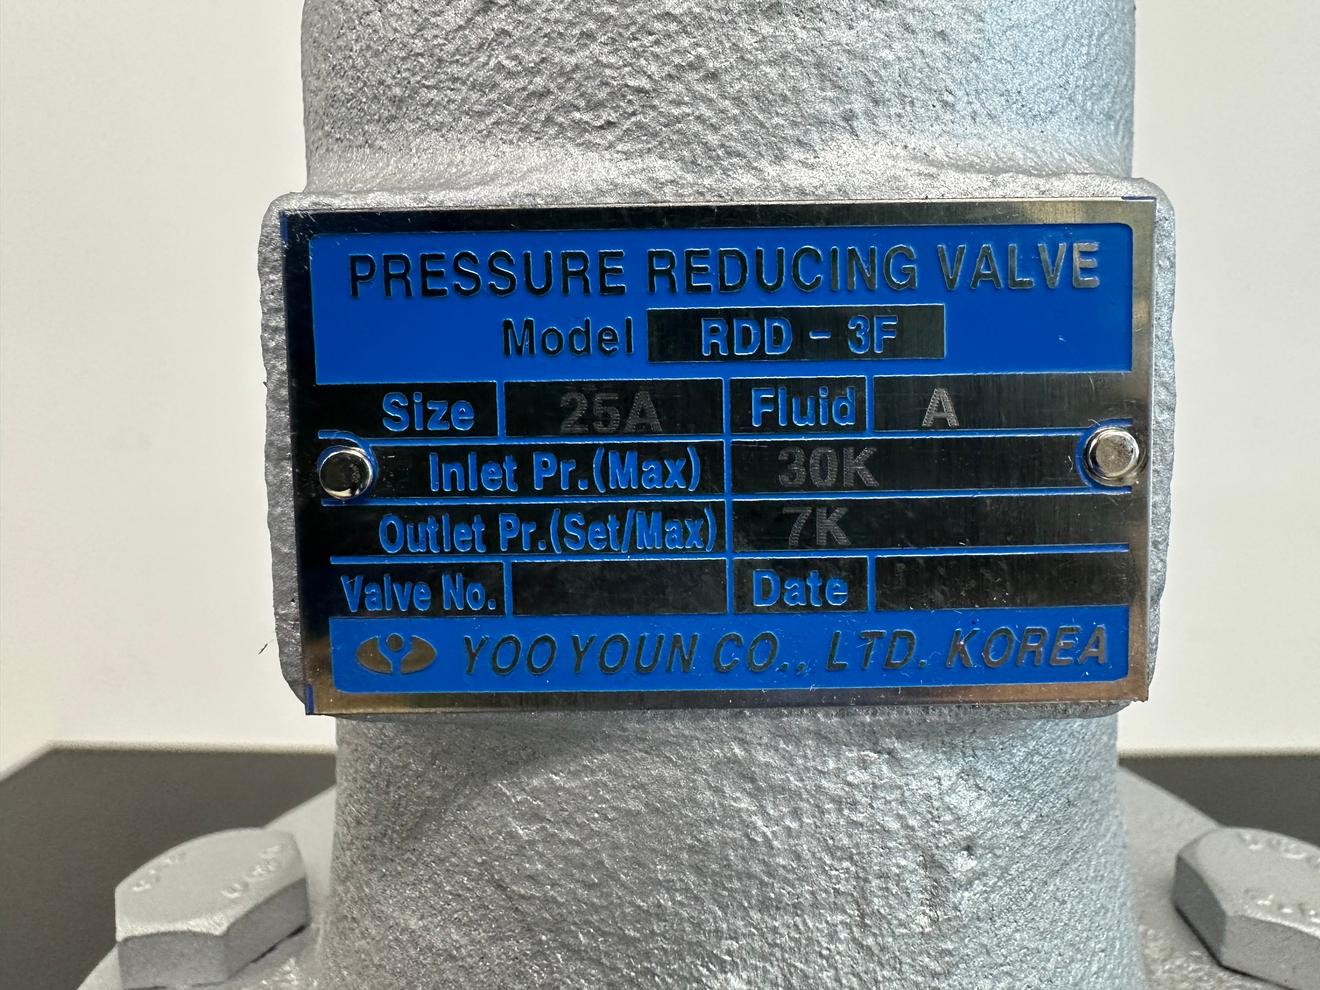 PRESSURE REDUCING VALVE
Model RDD - 3F
Size 25A Fluid A
Inlet Pr.(Max) 30K
Outlet Pr.(Set/Max) 7K
Valve No. Date
YOO YOUN CO., LTD. KOREA